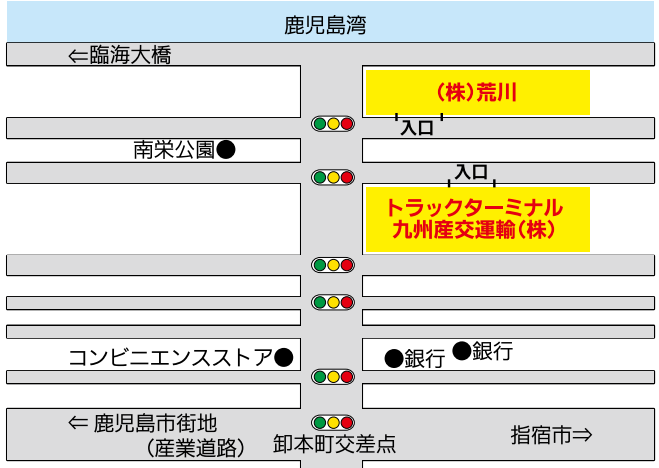 鹿児島湾
⇐臨海大橋
(株)荒川
入口
南栄公園●
入口
トラックターミナル
九州産交運輸(株)
コンビニエンスストア●
●銀行
●銀行
⇐ 鹿児島市街地
(産業道路)
卸本町交差点
指宿市⇒